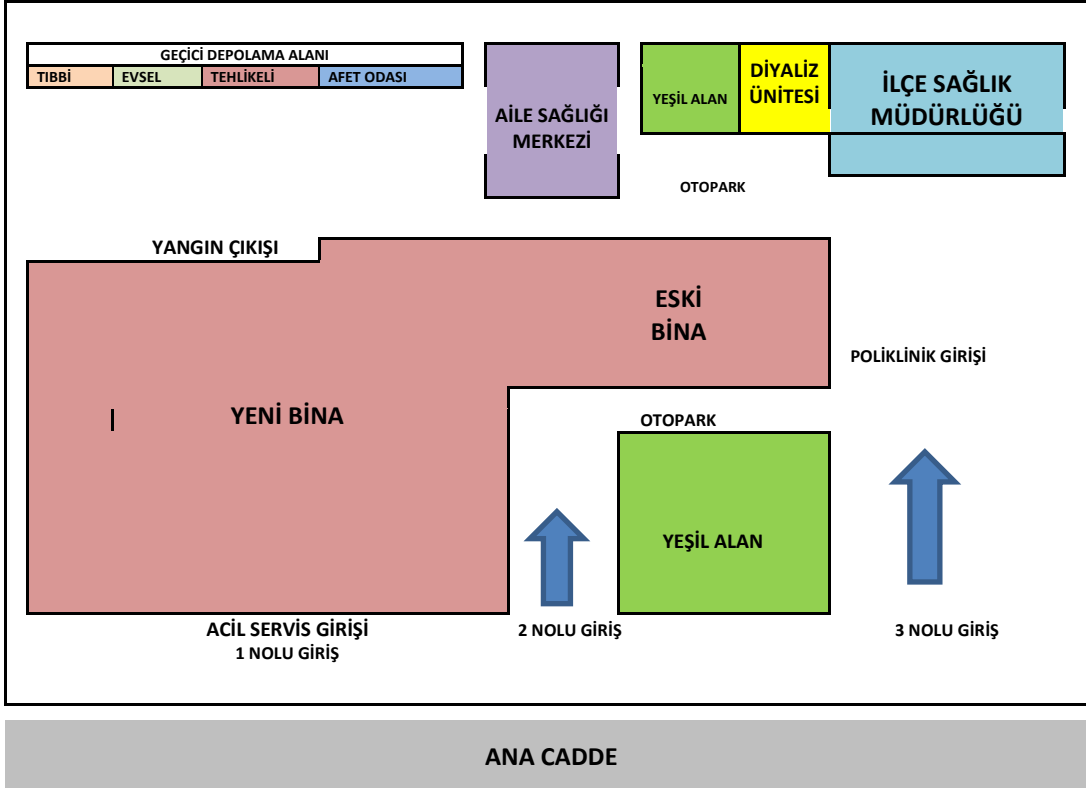 GEÇİCİ DEPOLAMA ALANI
TIBBİ
EVSEL
TEHLİKELİ
AFET ODASI
AİLE SAĞLIĞI
MERKEZİ
YEŞİL ALAN
DİYALİZ
ÜNİTESİ
İLÇE SAĞLIK
MÜDÜRLÜĞÜ
OTOPARK
YANGIN ÇIKIŞI
ESKİ
BİNA
POLİKLİNİK GİRİŞİ
YENİ BİNA
OTOPARK
YEŞİL ALAN
ACİL SERVİS GİRİŞİ
1 NOLU GİRİŞ
2 NOLU GİRİŞ
3 NOLU GİRİŞ
ANA CADDE